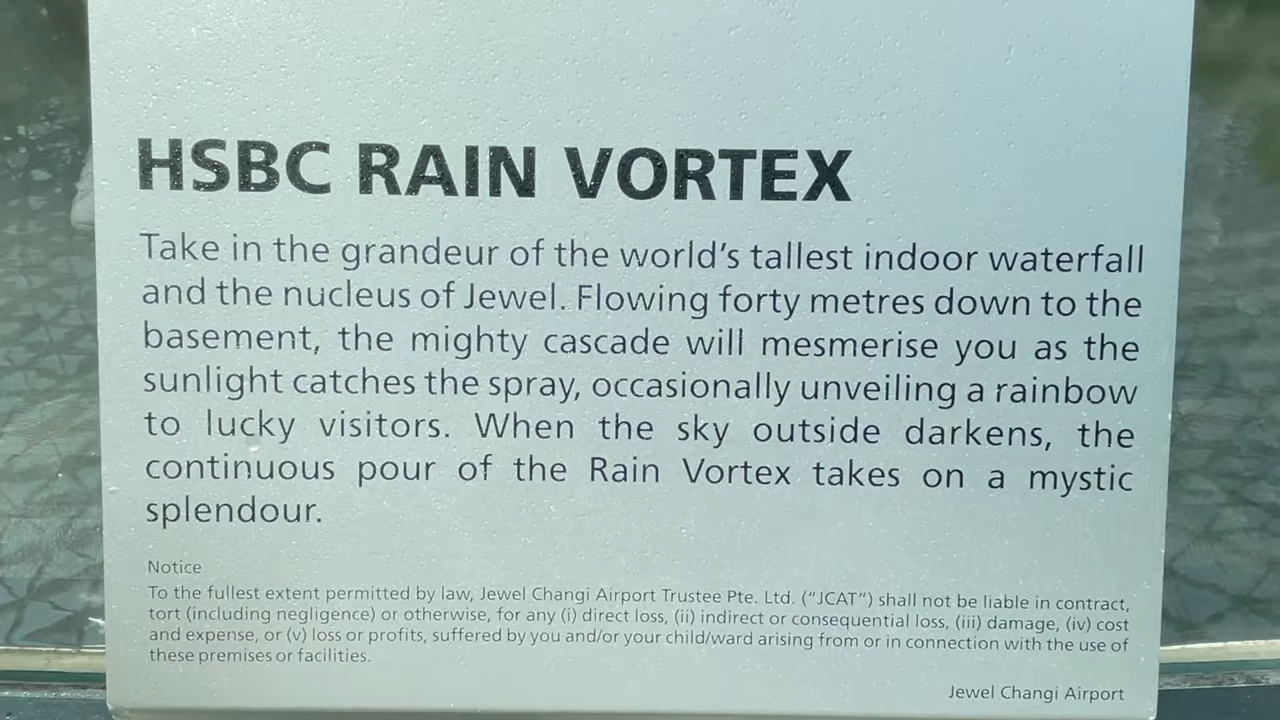 HSBC RAIN VORTEX
Take in the grandeur of the world's tallest indoor waterfall
and the nucleus of Jewel. Flowing forty metres down to the
basement, the mighty cascade will mesmerise you as the
sunlight catches the spray, occasionally unveiling a rainbow
to lucky visitors. When the sky outside darkens, the
continuous pour of the Rain Vortex takes on a mystic
splendour.
Notice
To the fullest extent permitted by law, Jewel Changi Airport Trustee Pte. Ltd. (“JCAT”) shall not be liable in contract,
tort (including negligence) or otherwise, for any (i) direct loss, (ii) indirect or consequential loss, (iii) damage, (iv) cost
and expense, or (v) loss or profits, suffered by you and/or your child/ward arising from or in connection with the use of
these premises or facilities.
Jewel Changi Airport